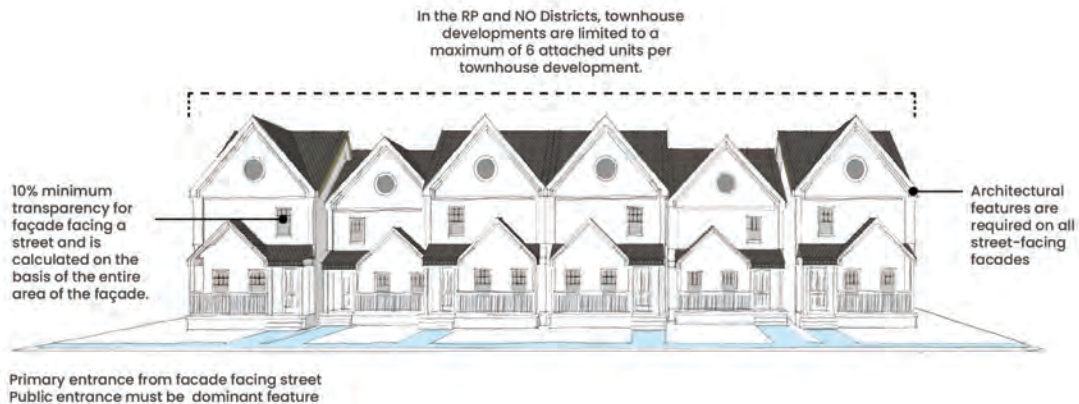 In the RP and NO Districts, townhouse
developments are limited to a
maximum of 6 attached units per
townhouse development.
10% minimum
transparency for
façade facing a
street and is
calculated on the
basis of the entire
area of the façade.
Architectural
features are
required on all
street-facing
facades
Primary entrance from facade facing street
Public entrance must be dominant feature